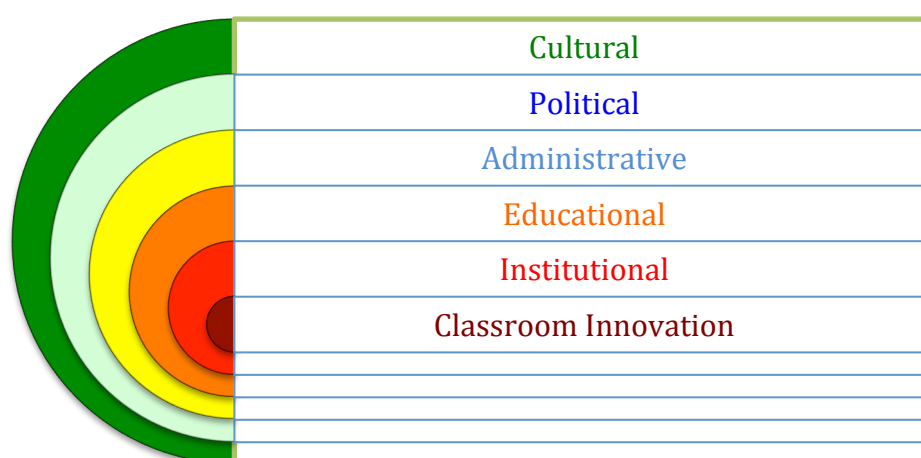 Cultural
Political
Administrative
Educational
Institutional
Classroom Innovation